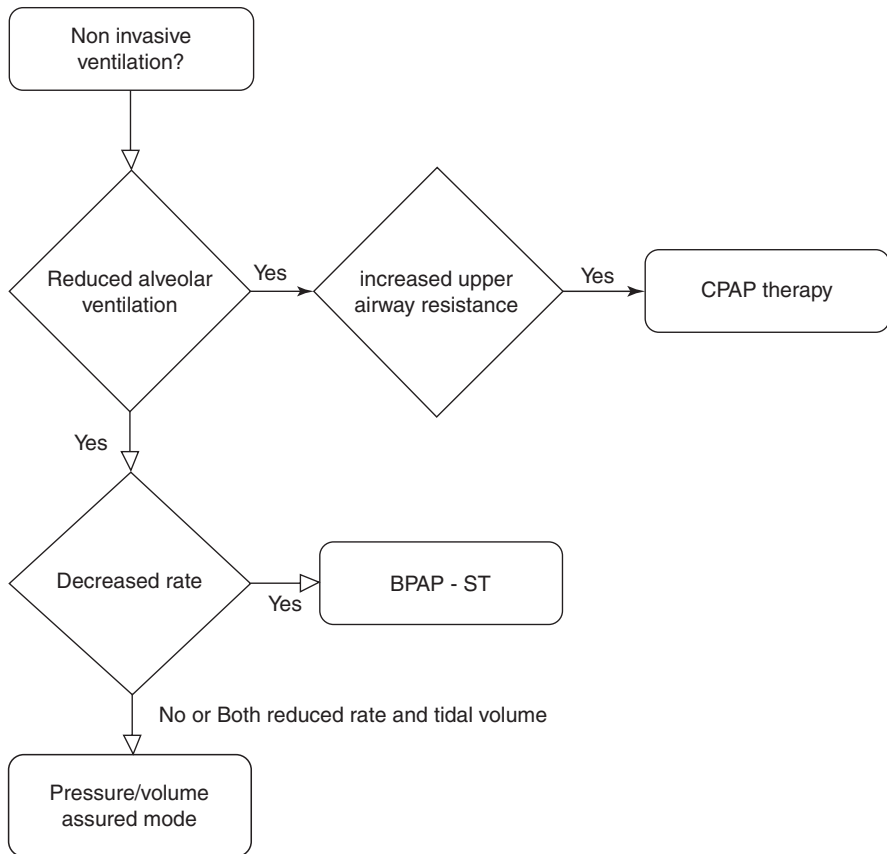 Non invasive
ventilation?
Reduced alveolar
ventilation
Yes
increased upper
airway resistance
Yes
CPAP therapy
Yes
Decreased rate
Yes
BPAP - ST
No or Both reduced rate and tidal volume
Pressure/volume
assured mode